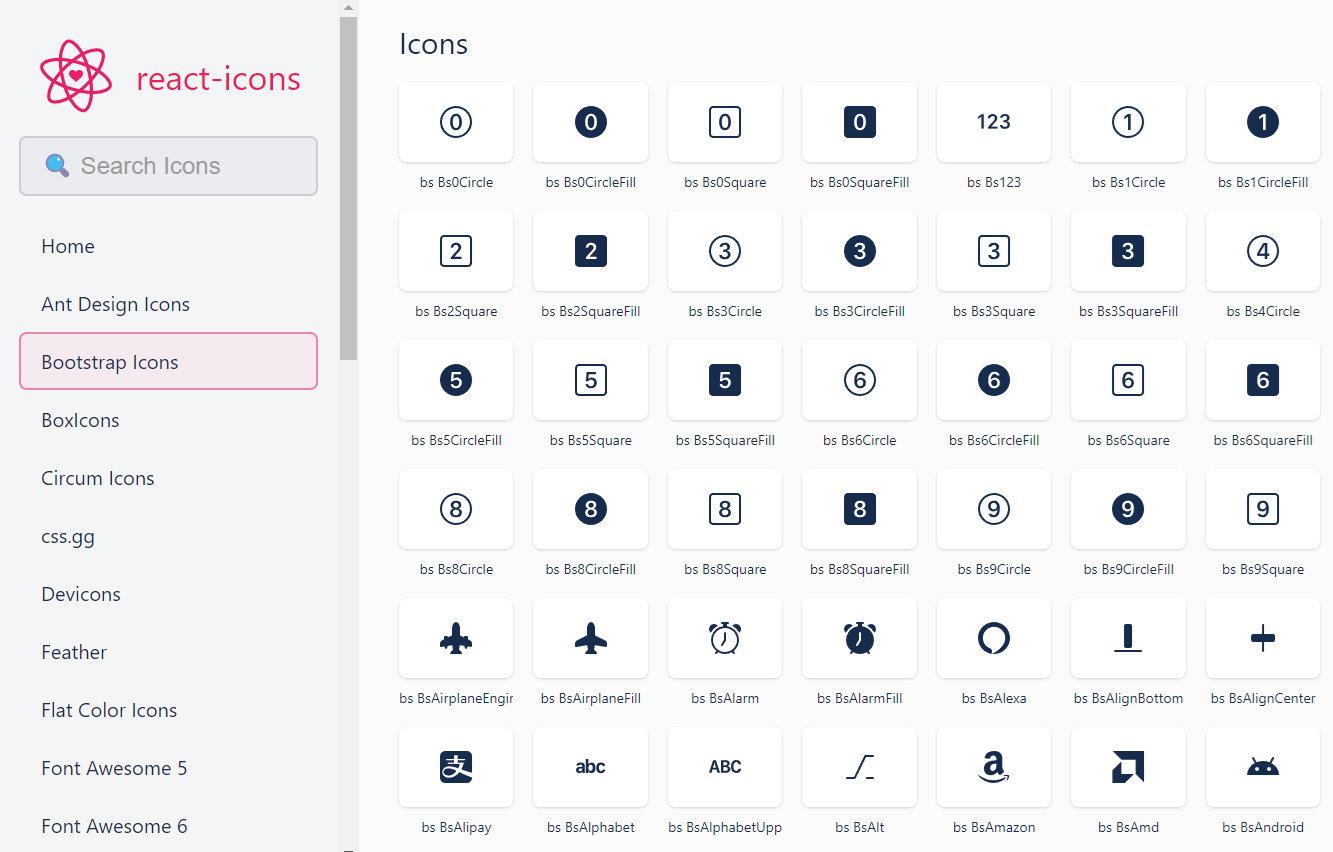 react-icons
Search Icons
Home
Ant Design Icons
Bootstrap Icons
BoxIcons
Circum Icons
css.gg
Devicons
Feather
Flat Color Icons
Font Awesome 5
Font Awesome 6
Icons
0 0 0 0 123 1 1
bs Bs0Circle bs Bs0CircleFill bs Bs0Square bs Bs0SquareFill bs Bs123 bs Bs1Circle bs Bs1CircleFill
2 2 3 3 3 3 4
bs Bs2Square bs Bs2SquareFill bs Bs3Circle bs Bs3CircleFill bs Bs3Square bs Bs3SquareFill bs Bs4Circle
5 5 5 6 6 6 6
bs Bs5CircleFill bs Bs5Square bs Bs5SquareFill bs Bs6Circle bs Bs6CircleFill bs Bs6Square bs Bs6SquareFill
8 8 8 8 9 9 9
bs Bs8Circle bs Bs8CircleFill bs Bs8Square bs Bs8SquareFill bs Bs9Circle bs Bs9CircleFill bs Bs9Square
bs BsAirplaneEngin bs BsAirplaneFill bs BsAlarm bs BsAlarmFill bs BsAlexa bs BsAlignBottom bs BsAlignCenter
支 abc ABC a
bs BsAlipay bs BsAlphabet bs BsAlphabetUpp bs BsAlt bs BsAmazon bs BsAmd bs BsAndroid